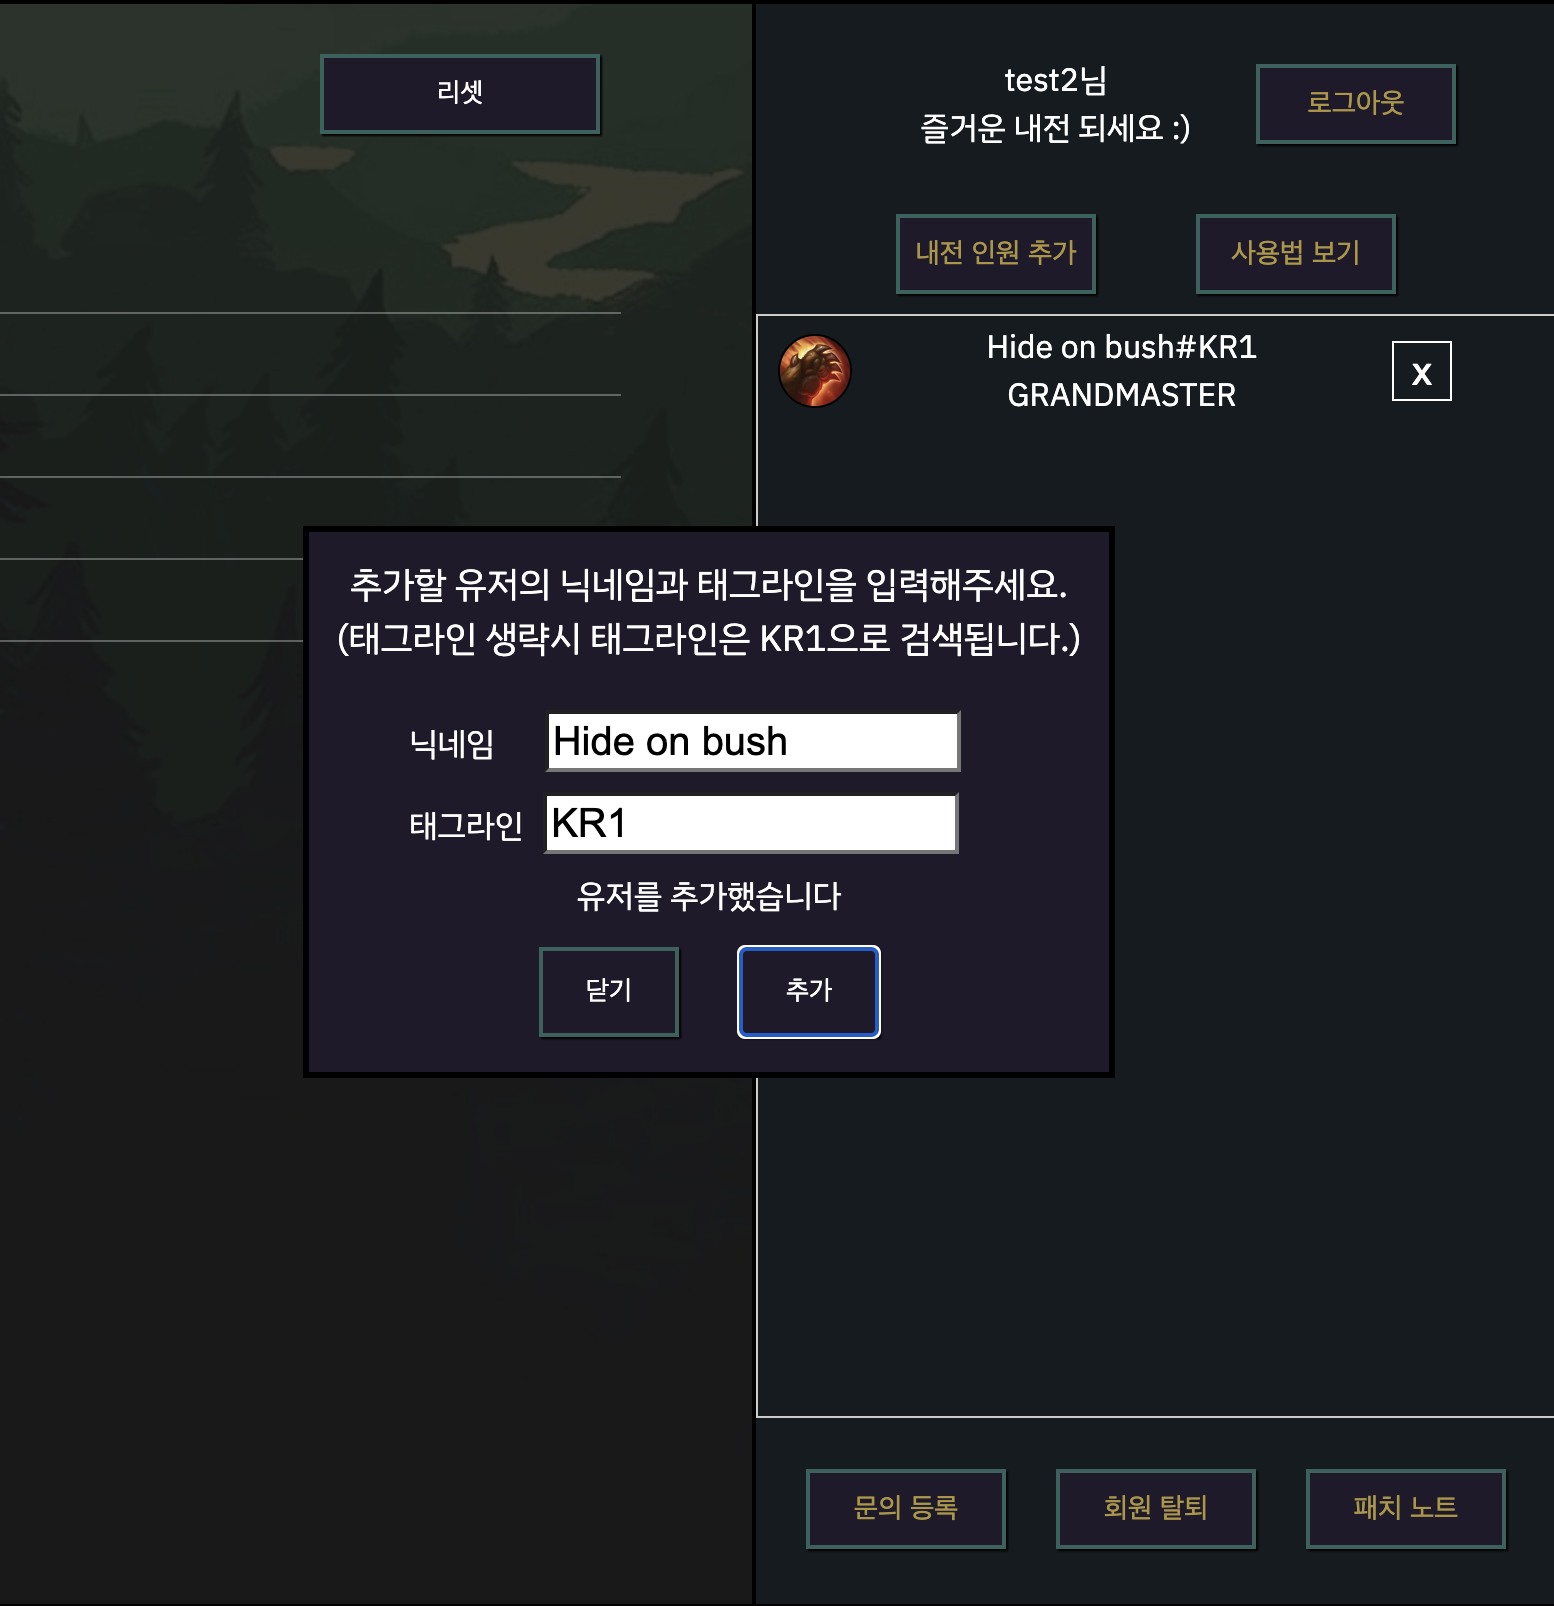 리셋
test2님
즐거운 내전 되세요 :)
로그아웃
내전 인원 추가
사용법 보기
Hide on bush#KR1
GRANDMASTER
X
추가할 유저의 닉네임과 태그라인을 입력해주세요.
(태그라인 생략시 태그라인은 KR1으로 검색됩니다.)
닉네임
Hide on bush
태그라인
KR1
유저를 추가했습니다
닫기
추가
문의 등록
회원 탈퇴
패치 노트